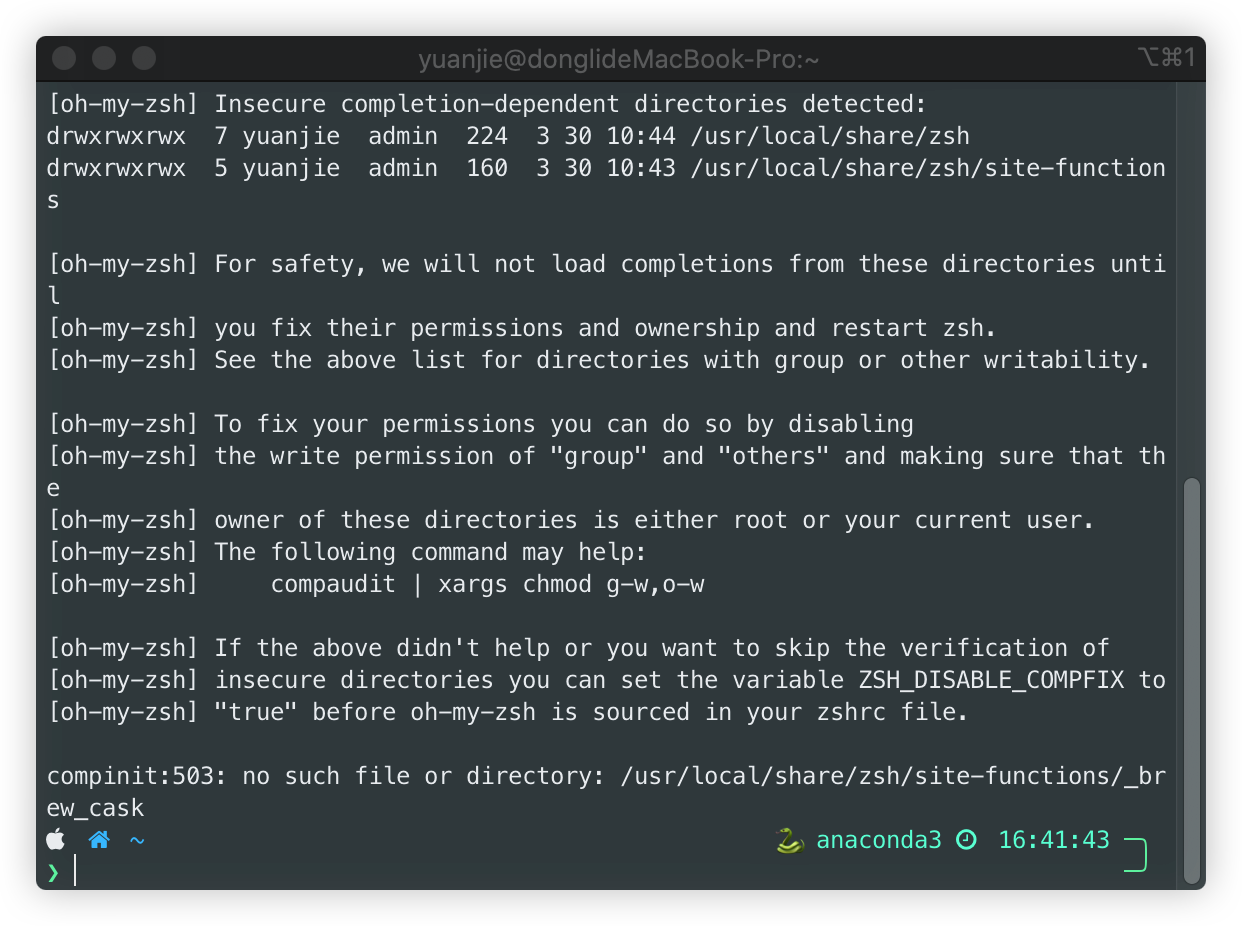 yuanjie@donglideMacBook-Pro:~ ⌥⌘1
[oh-my-zsh] Insecure completion-dependent directories detected:
drwxrwxrwx  7 yuanjie  admin  224  3 30 10:44 /usr/local/share/zsh
drwxrwxrwx  5 yuanjie  admin  160  3 30 10:43 /usr/local/share/zsh/site-function
s
[oh-my-zsh] For safety, we will not load completions from these directories unti
l
[oh-my-zsh] you fix their permissions and ownership and restart zsh.
[oh-my-zsh] See the above list for directories with group or other writability.
[oh-my-zsh] To fix your permissions you can do so by disabling
[oh-my-zsh] the write permission of "group" and "others" and making sure that th
e
[oh-my-zsh] owner of these directories is either root or your current user.
[oh-my-zsh] The following command may help:
[oh-my-zsh]     compaudit | xargs chmod g-w,o-w
[oh-my-zsh] If the above didn't help or you want to skip the verification of
[oh-my-zsh] insecure directories you can set the variable ZSH_DISABLE_COMPFIX to
[oh-my-zsh] "true" before oh-my-zsh is sourced in your zshrc file.
compinit:503: no such file or directory: /usr/local/share/zsh/site-functions/_br
ew_cask
~ 🐍 anaconda3 16:41:43
❯